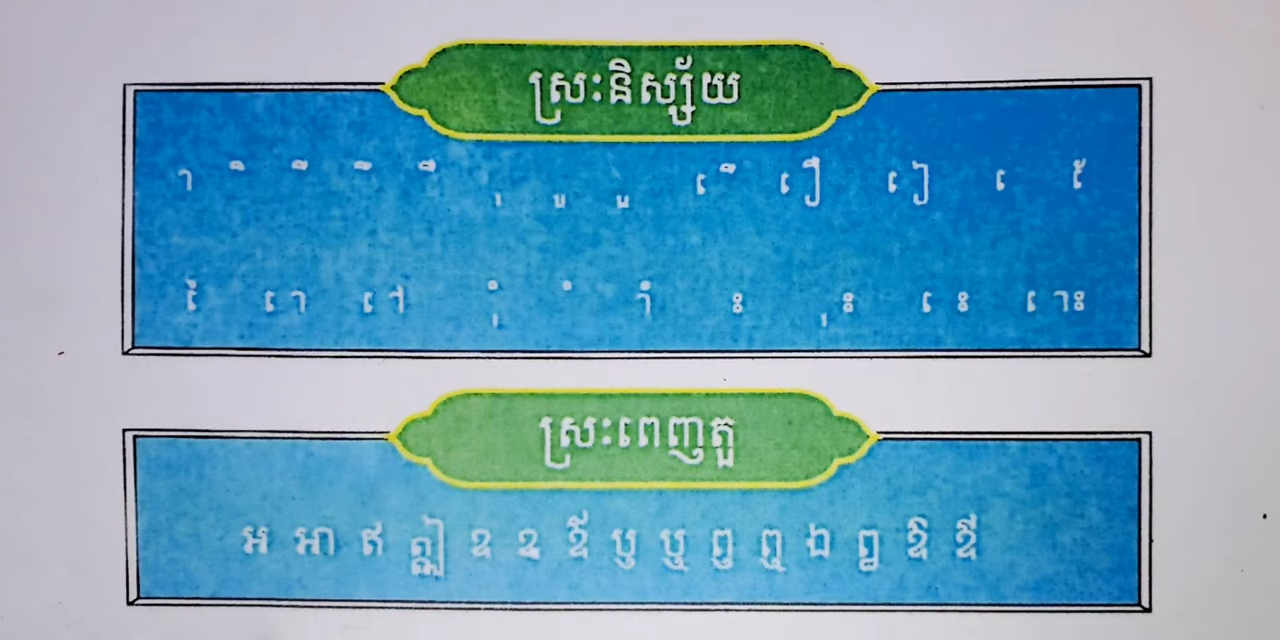 ស្រៈនិស្ស័យ
ា ិ ី ឹ ឺ ុ ូ ួ ើ ឿ ៀ េ ែ
ៃ ោ ៅ ុំ ំ ាំ ះ ុះ េះ ោះ
ស្រៈពេញតួ
អ អា ឥ ឦ ឧ ឩ ឪ ឫ ឬ ឭ ឮ ឯ ឰ ឱ ឳ